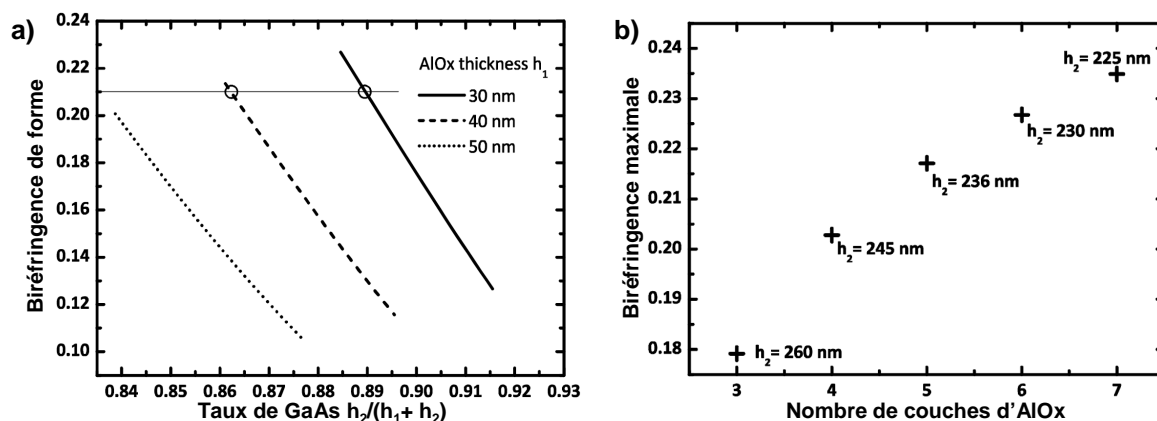 a)
Biréfringence de forme
0.24
0.22
0.20
0.18
0.16
0.14
0.12
0.10
AlOx thickness h1
30 nm
40 nm
50 nm
0.84 0.85 0.86 0.87 0.88 0.89 0.90 0.91 0.92 0.93
Taux de GaAs h2/(h1+ h2)
b)
Biréfringence maximale
0.24
0.23
0.22
0.21
0.20
0.19
0.18
h2= 225 nm
h2= 230 nm
h2= 236 nm
h2= 245 nm
h2= 260 nm
3 4 5 6 7
Nombre de couches d'AlOx